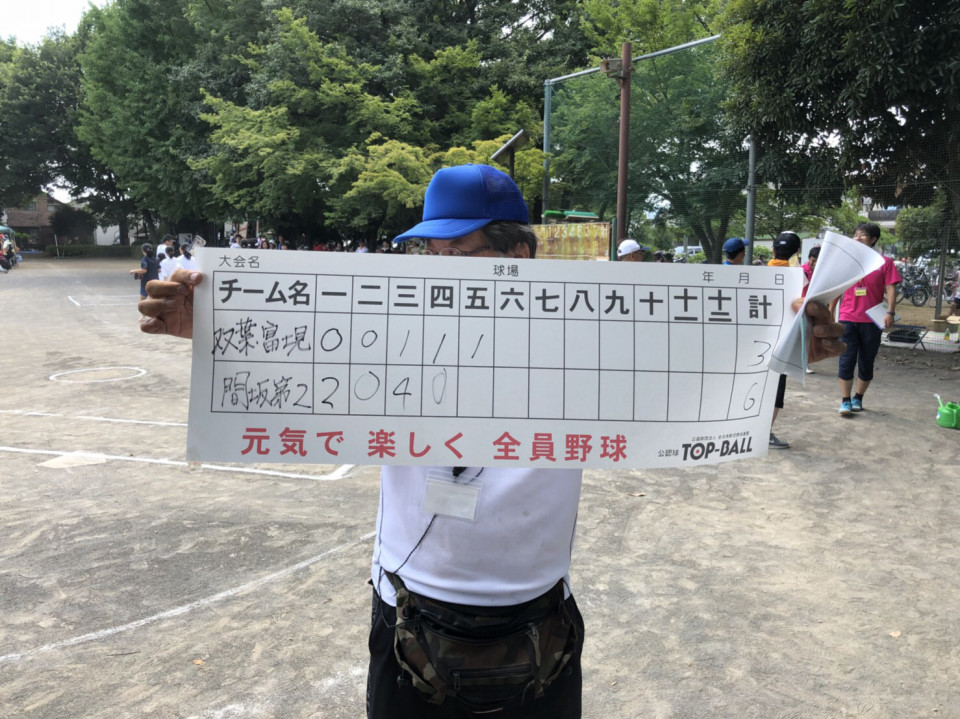 大会名 球場 年 月 日
チーム名 一 二 三 四 五 六 七 八 九 十 十一 十二 計
双葉・富士見 0 0 1 1 1 3
間坂第2 2 0 4 0 6
元気で 楽しく 全員野球
公認球 TOP-BALL